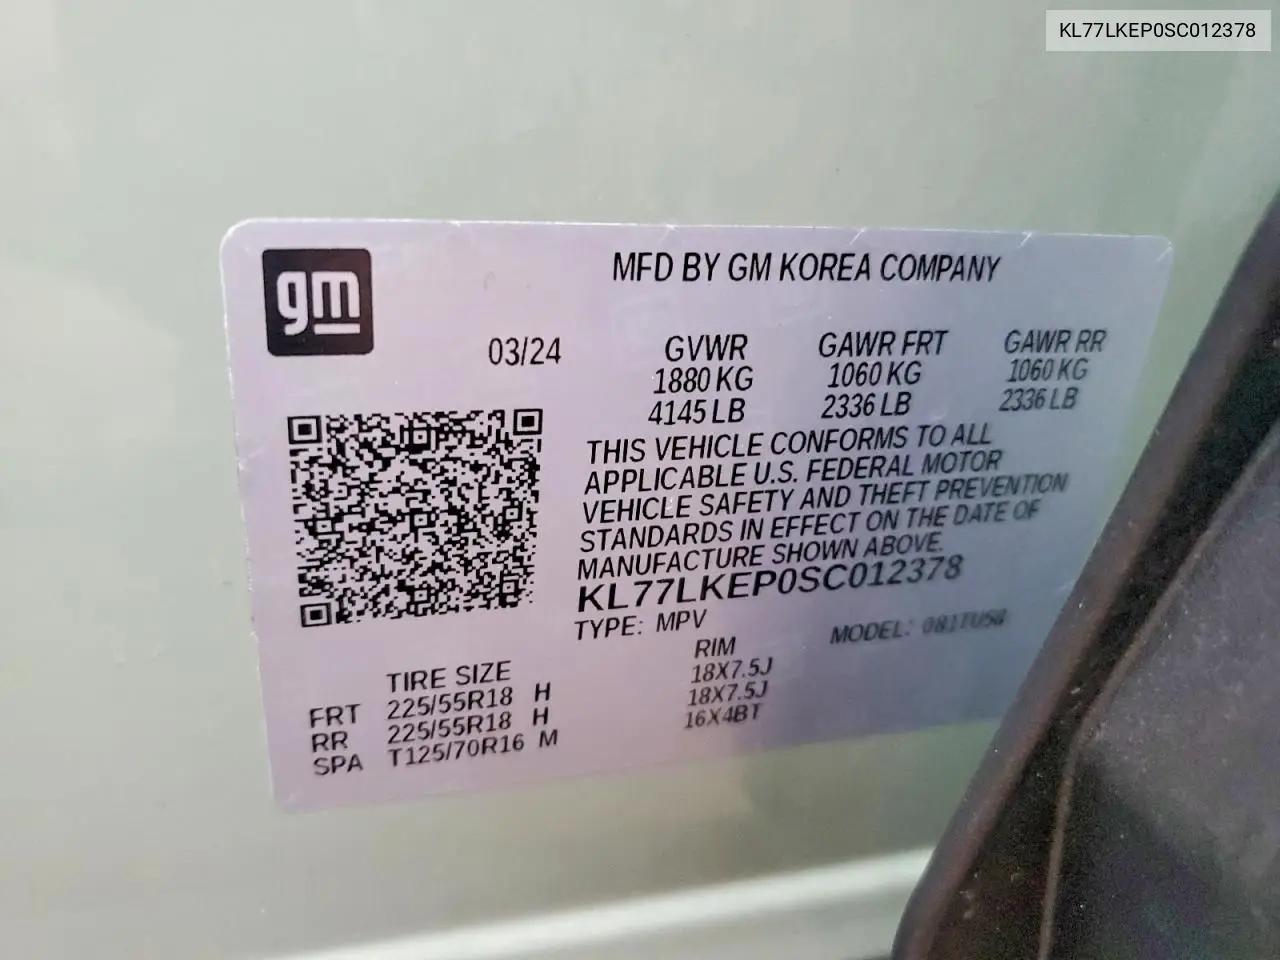 KL77LKEP0SC012378
gm
MFD BY GM KOREA COMPANY
03/24 GVWR GAWR FRT GAWR RR
1880 KG 1060 KG 1060 KG
4145 LB 2336 LB 2336 LB
THIS VEHICLE CONFORMS TO ALL
APPLICABLE U.S. FEDERAL MOTOR
VEHICLE SAFETY AND THEFT PREVENTION
STANDARDS IN EFFECT ON THE DATE OF
MANUFACTURE SHOWN ABOVE.
KL77LKEP0SC012378
TYPE: MPV MODEL:
TIRE SIZE RIM
FRT 225/55R18 H 18X7.5J
RR 225/55R18 H 18X7.5J
SPA T125/70R16 M 16X4BT